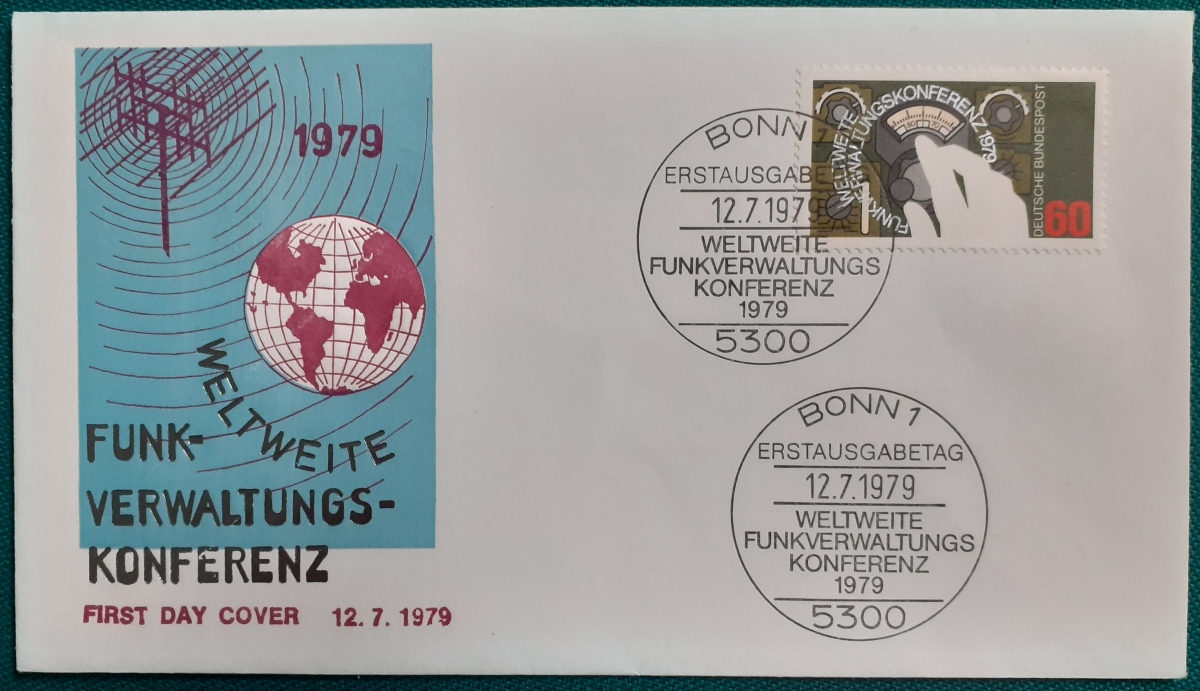 1979
WELTWEITE
FUNK-
VERWALTUNGS-
KONFERENZ
FIRST DAY COVER 12. 7. 1979
WELTWEITE
FUNKVERWALTUNGSKONFERENZ 1979
DEUTSCHE BUNDESPOST
60
BONN 1
ERSTAUSGABETAG
12.7.1979
WELTWEITE
FUNKVERWALTUNGS
KONFERENZ
1979
5300
BONN 1
ERSTAUSGABETAG
12.7.1979
WELTWEITE
FUNKVERWALTUNGS
KONFERENZ
1979
5300